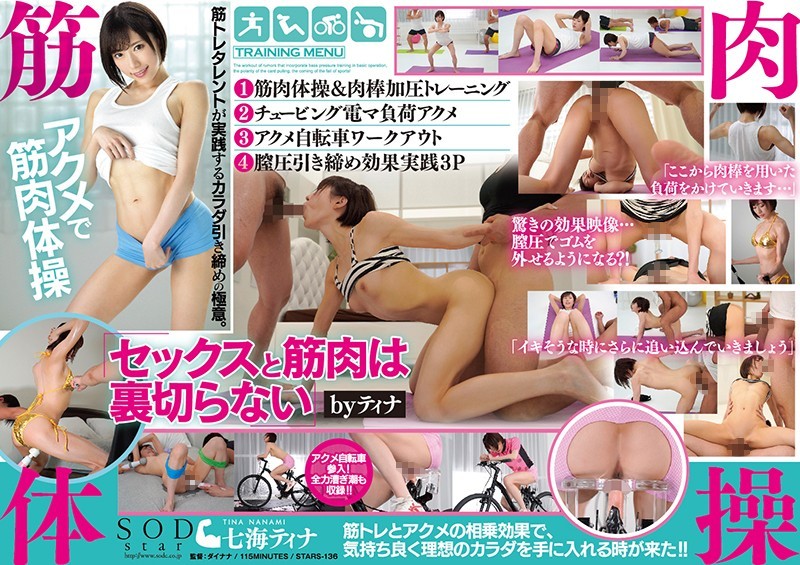 筋肉体操
アクメで
筋肉体操
筋トレタレントが実践するカラダ引き締めの極意。
TRAINING MENU
1 筋肉体操&肉棒加圧トレーニング
2 チュービング電マ負荷アクメ
3 アクメ自転車ワークアウト
4 膣圧引き締め効果実践3P
「ここから肉棒を用いた
負荷をかけていきます…」
驚きの効果映像…
膣圧でゴムを
外せるようになる?!
「イキそうな時にさらに追い込んでいきましょう」
「セックスと筋肉は
裏切らない」
byティナ
アクメ自転車
参入!
全力漕ぎ潮も
収録!!
SOD
star
http://www.sodc.co.jp
TINA NANAMI
七海ティナ
監督:ダイナナ / 115MINUTES / STARS-136
筋トレとアクメの相乗効果で、
気持ち良く理想のカラダを手に入れる時が来た!!